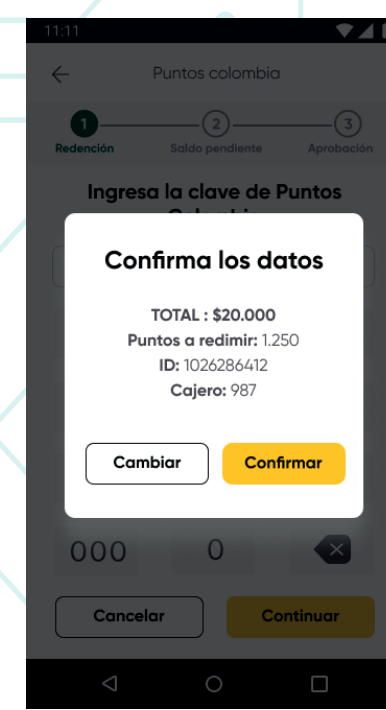 11:11
Puntos colombia
1
2
3
Redención
Saldo pendiente
Aprobación
Ingresa la clave de Puntos
Confirma los datos
TOTAL : $20.000
Puntos a redimir: 1.250
ID: 1026286412
Cajero: 987
Cambiar
Confirmar
000
0
Cancelar
Continuar